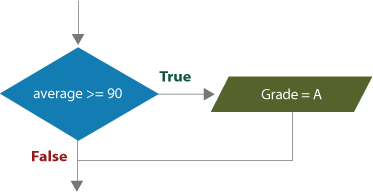 True
average >= 90
Grade = A
False